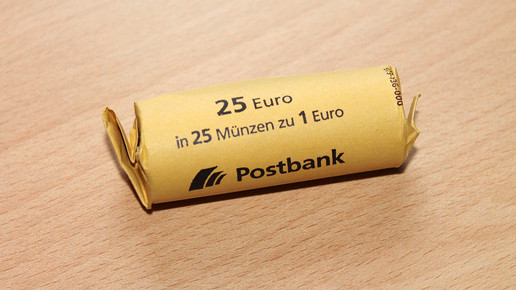 25 Euro
in 25 Münzen zu 1 Euro
Postbank